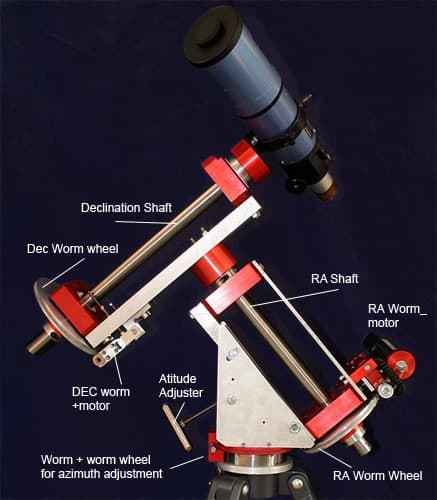 Declination Shaft
Dec Worm wheel
RA Shaft
RA Worm_
motor
DEC worm
+motor
Atitude
Adjuster
Worm + worm wheel
for azimuth adjustment
RA Worm Wheel